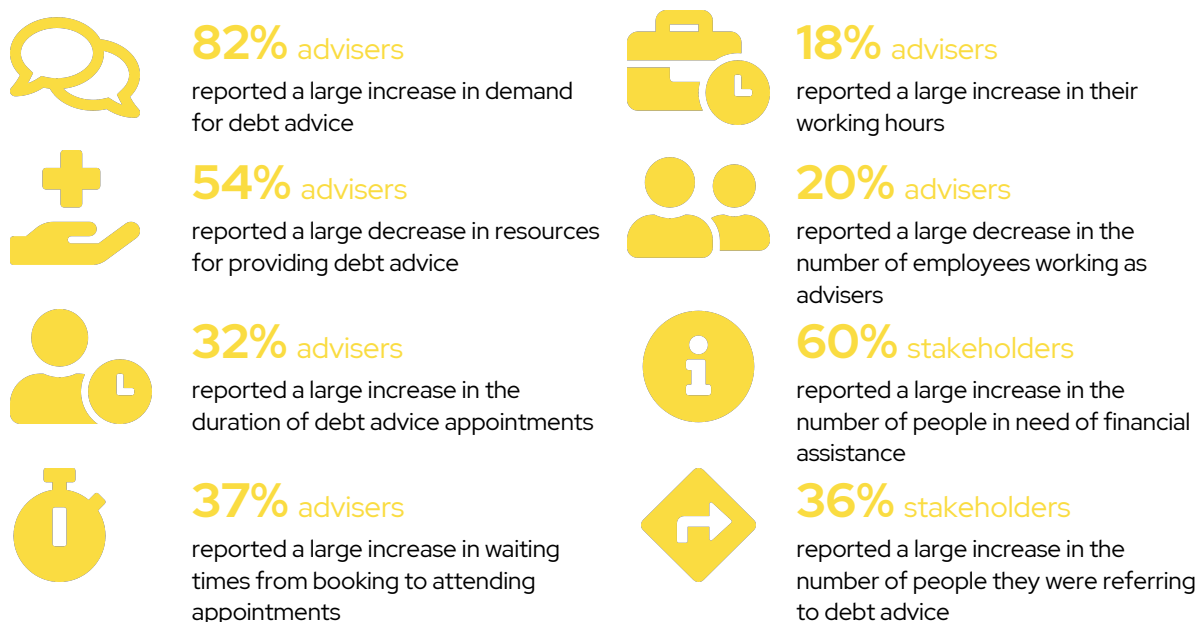 82% advisers
reported a large increase in demand
for debt advice
54% advisers
reported a large decrease in resources
for providing debt advice
32% advisers
reported a large increase in the
duration of debt advice appointments
37% advisers
reported a large increase in waiting
times from booking to attending
appointments
18% advisers
reported a large increase in their
working hours
20% advisers
reported a large decrease in the
number of employees working as
advisers
60% stakeholders
reported a large increase in the
number of people in need of financial
assistance
36% stakeholders
reported a large increase in the
number of people they were referring
to debt advice